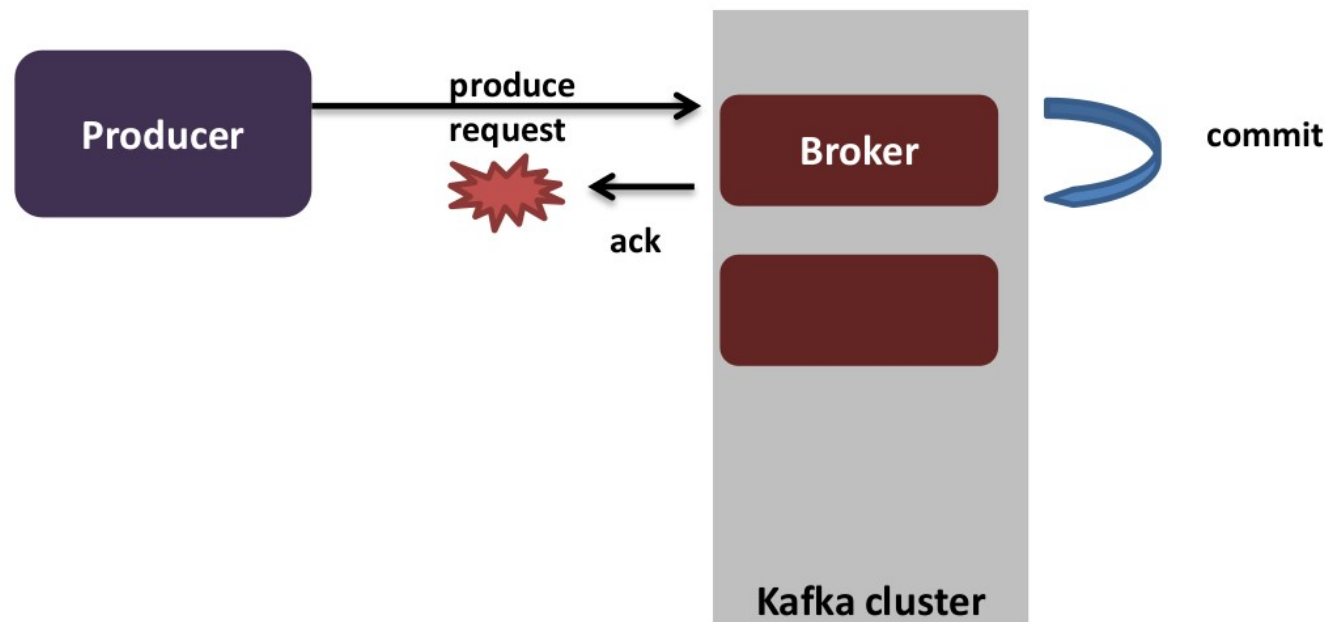 produce
request
Producer
Broker
commit
ack
Kafka cluster